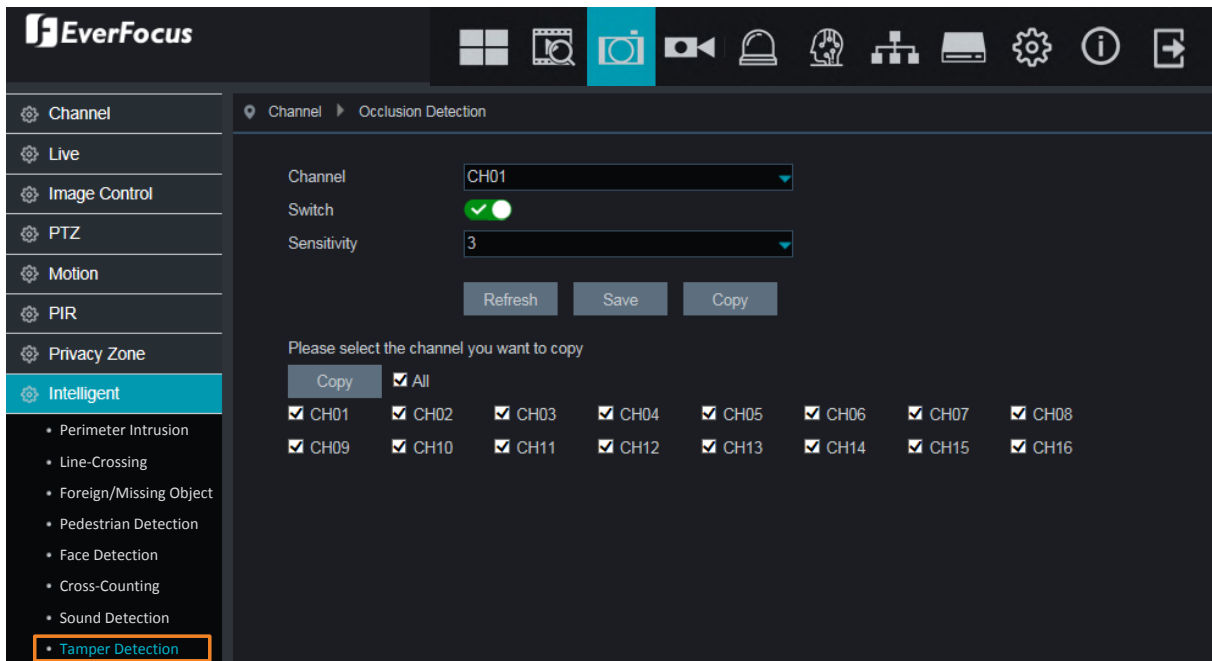 EverFocus
Channel
Live
Image Control
PTZ
Motion
PIR
Privacy Zone
Intelligent
Perimeter Intrusion
Line-Crossing
Foreign/Missing Object
Pedestrian Detection
Face Detection
Cross-Counting
Sound Detection
Tamper Detection
Channel Occlusion Detection
Channel CH01
Switch
Sensitivity 3
Refresh Save Copy
Please select the channel you want to copy
Copy All
CH01 CH02 CH03 CH04 CH05 CH06 CH07 CH08
CH09 CH10 CH11 CH12 CH13 CH14 CH15 CH16